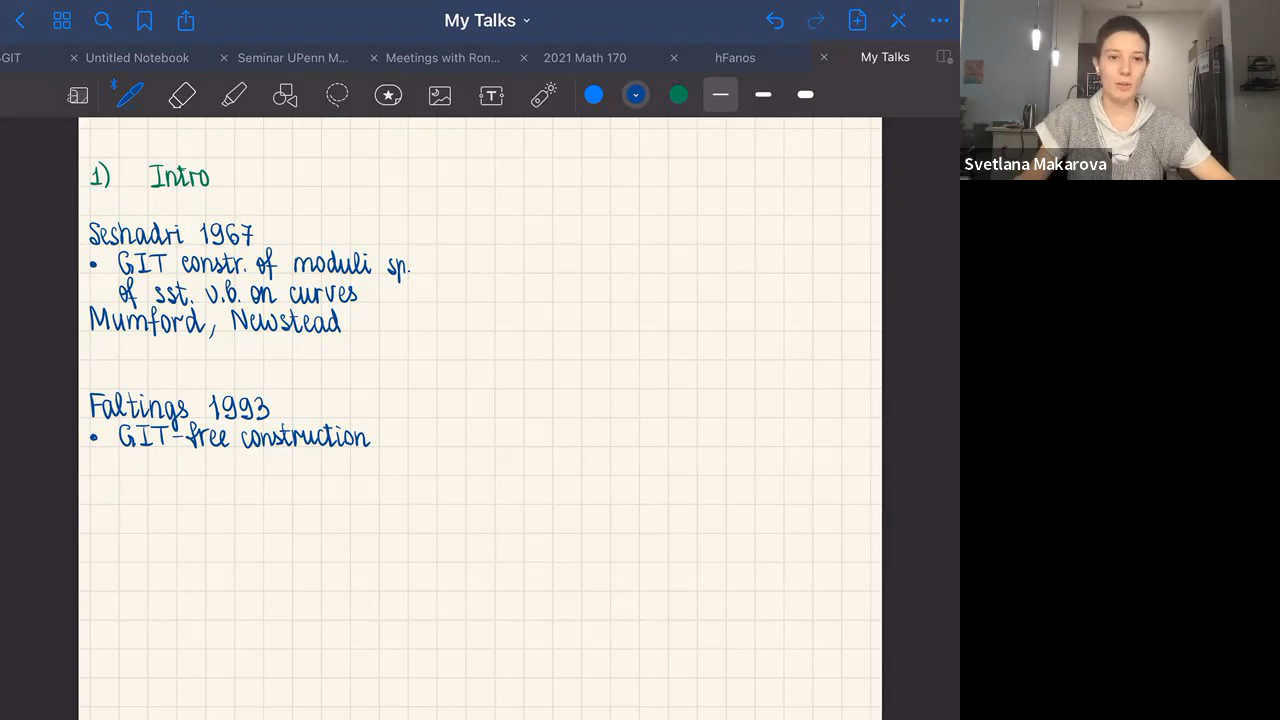 My Talks
GIT
Untitled Notebook
Seminar UPenn M...
Meetings with Ron...
2021 Math 170
hFanos
My Talks
1) Intro
Seshadri 1967
• GIT constr. of moduli sp.
of sst. v.b. on curves
Mumford, Newstead
Faltings 1993
• GIT-free construction
Svetlana Makarova